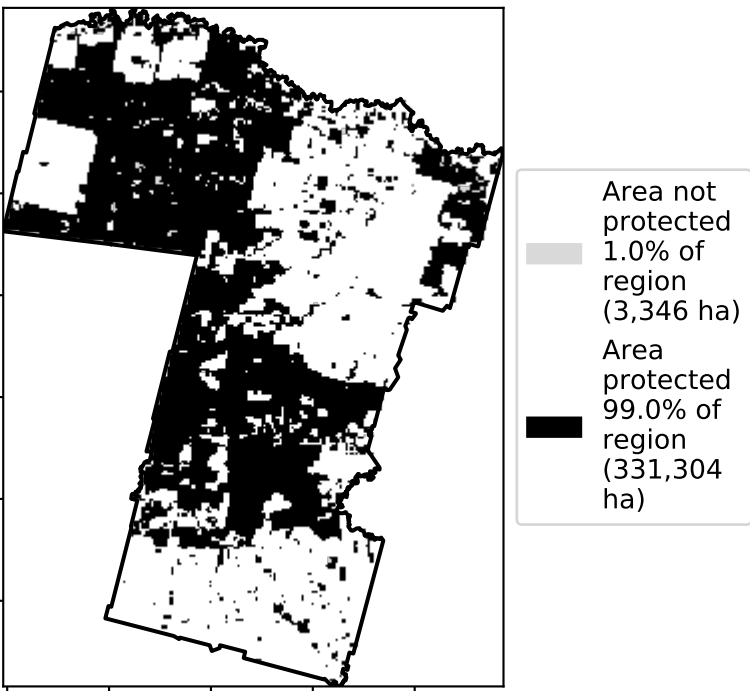 Area not
protected
1.0% of
region
(3,346 ha)
Area
protected
99.0% of
region
(331,304
ha)